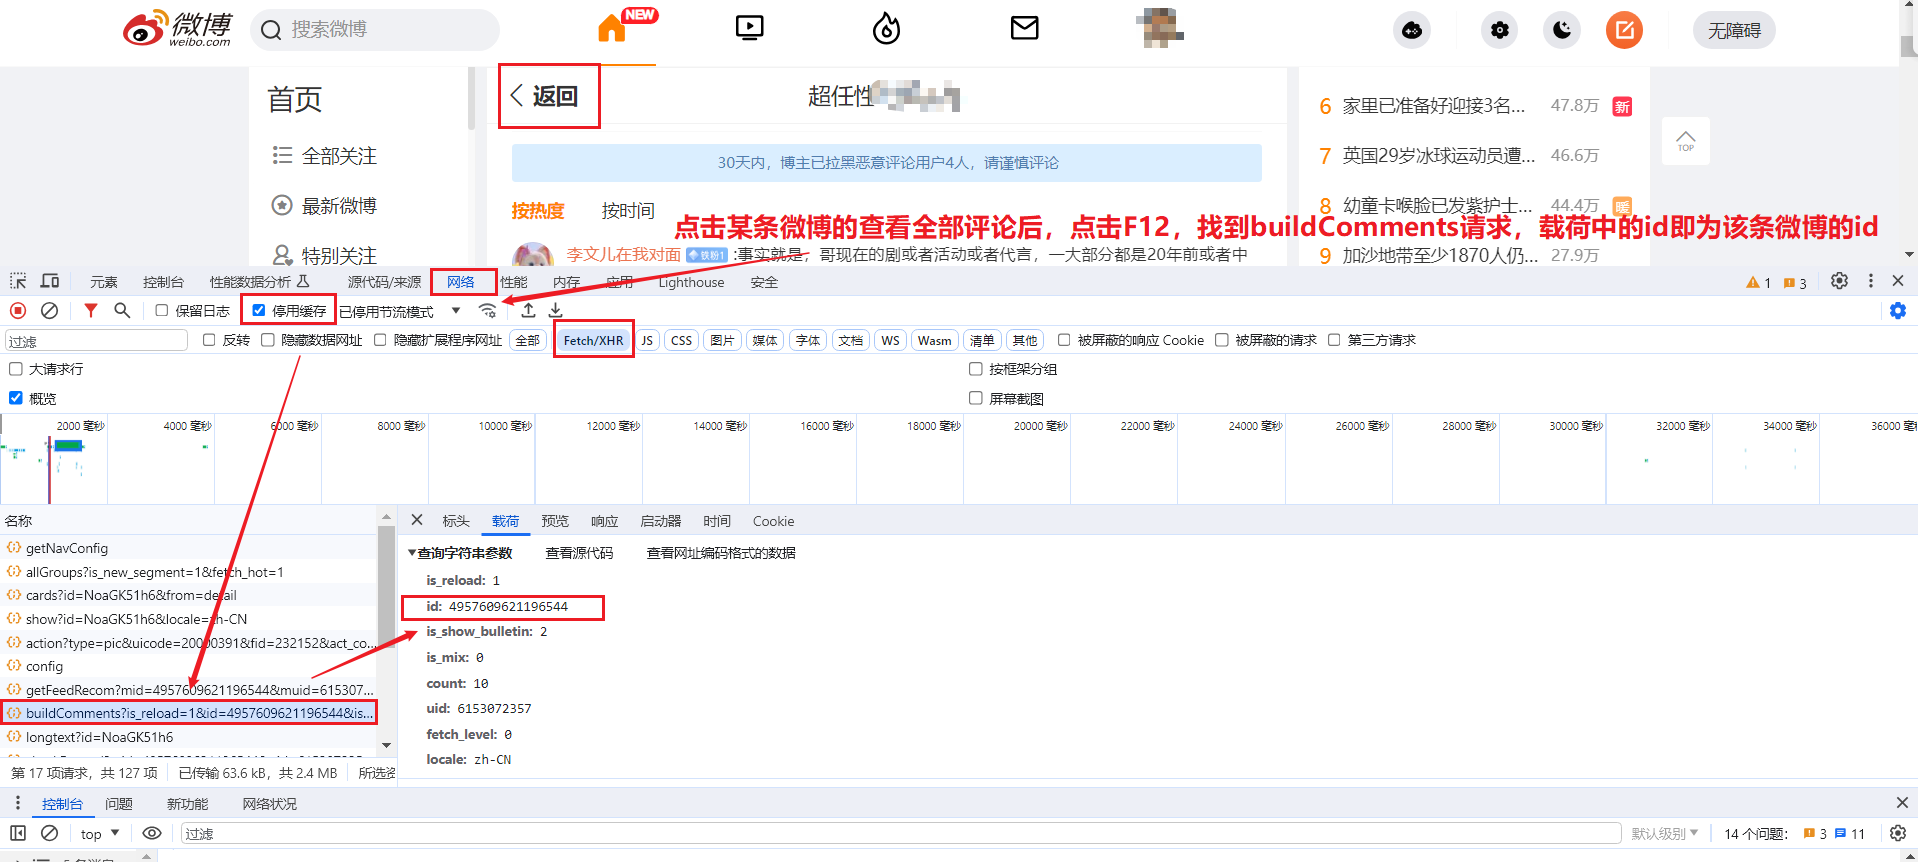 微博
weibo.com
搜索微博
NEW
无障碍
首页
返回
超任性
全部关注
最新微博
特别关注
30天内，博主已拉黑恶意评论用户4人，请谨慎评论
按热度 按时间
李文儿在我对面 铁粉1 :事实就是，哥现在的剧或者活动或者代言，一大部分都是20年前或者中
6 家里已准备好迎接3名... 47.8万 新
7 英国29岁冰球运动员遭... 46.6万
8 幼童卡喉脸已发紫护士... 44.4万 暖
9 加沙地带至少1870人仍... 27.9万
TOP
点击某条微博的查看全部评论后，点击F12，找到buildComments请求，载荷中的id即为该条微博的id
元素 控制台 性能数据分析 源代码/来源 网络 性能 内存 应用 Lighthouse 安全 1 3
保留日志 停用缓存 已停用节流模式
过滤 反转 隐藏数据网址 隐藏扩展程序网址 全部 Fetch/XHR JS CSS 图片 媒体 字体 文档 WS Wasm 清单 其他 被屏蔽的响应 Cookie 被屏蔽的请求 第三方请求
大请求行 按框架分组
概览 屏幕截图
2000 毫秒 4000 毫秒 6000 毫秒 8000 毫秒 10000 毫秒 12000 毫秒 14000 毫秒 16000 毫秒 18000 毫秒 20000 毫秒 22000 毫秒 24000 毫秒 26000 毫秒 28000 毫秒 30000 毫秒 32000 毫秒 34000 毫秒 36000 毫
名称
getNavConfig
allGroups?is_new_segment=1&fetch_hot=1
cards?id=NoaGK51h6&from=detail
show?id=NoaGK51h6&locale=zh-CN
action?type=pic&uicode=20000391&fid=232152&act_co...
config
getFeedRecom?mid=4957609621196544&muid=615307...
buildComments?is_reload=1&id=4957609621196544&is...
longtext?id=NoaGK51h6
第 17 项请求，共 127 项 已传输 63.6 kB，共 2.4 MB 所选资
标头 载荷 预览 响应 启动器 时间 Cookie
查询字符串参数 查看源代码 查看网址编码格式的数据
is_reload: 1
id: 4957609621196544
is_show_bulletin: 2
is_mix: 0
count: 10
uid: 6153072357
fetch_level: 0
locale: zh-CN
控制台 问题 新功能 网络状况
top 过滤 默认级别 14 个问题: 3 11